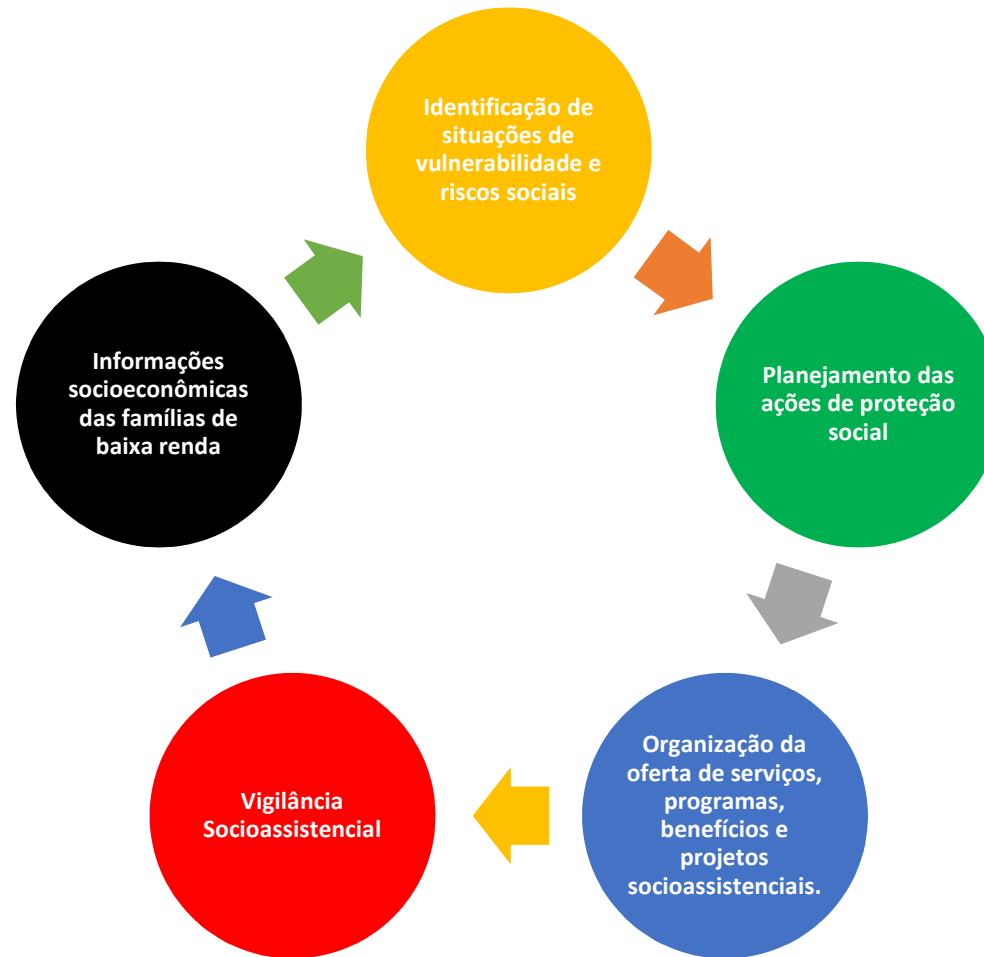 Identificação de
situações de
vulnerabilidade e
riscos sociais
Planejamento das
ações de proteção
social
Organização da
oferta de serviços,
programas,
benefícios e
projetos
socioassistenciais.
Vigilância
Socioassistencial
Informações
socioeconômicas
das famílias de
baixa renda